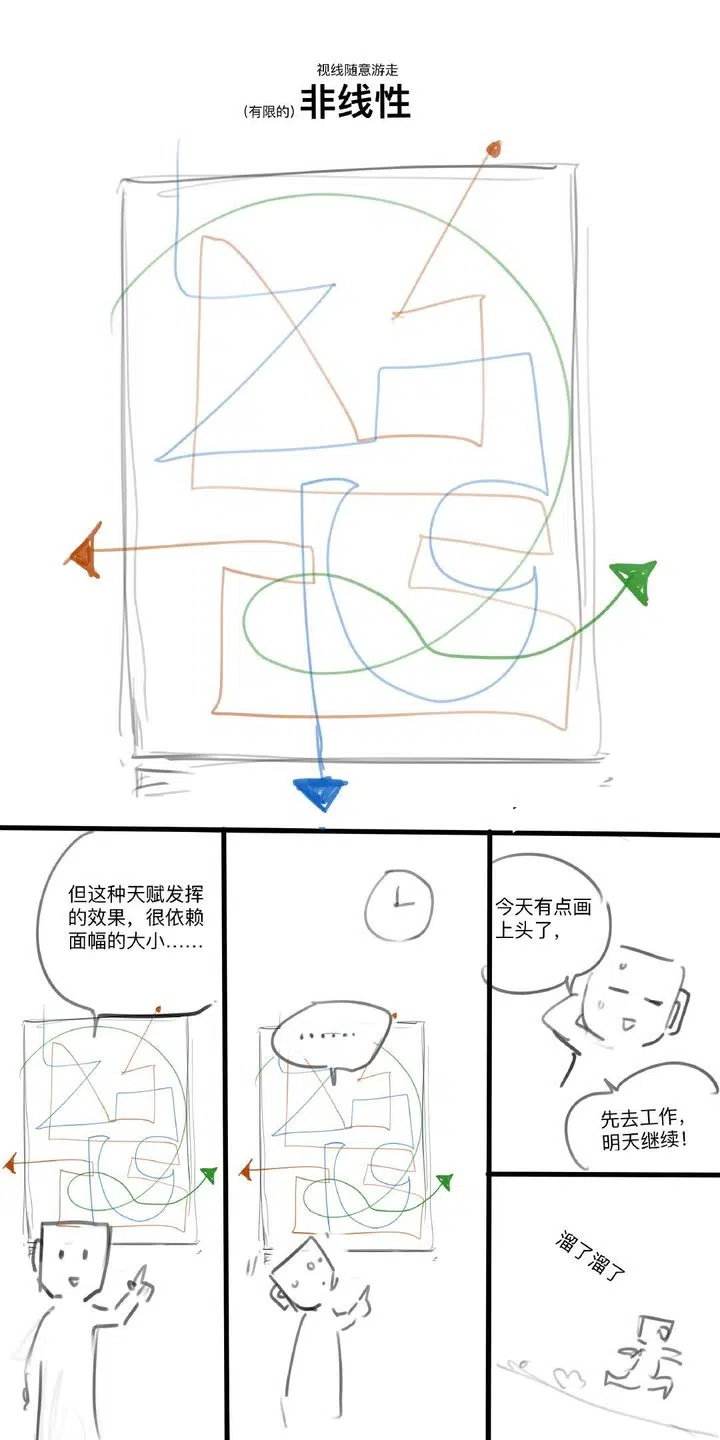 视线随意游走
（有限的）非线性
但这种天赋发挥
的效果，很依赖
面幅的大小……
……
今天有点画
上头了，
先去工作，
明天继续！
溜了溜了